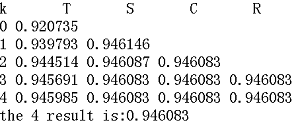 k T S C R
0 0.920735
1 0.939793 0.946146
2 0.944514 0.946087 0.946083
3 0.945691 0.946083 0.946083 0.946083
4 0.945985 0.946083 0.946083 0.946083
the 4 result is:0.946083